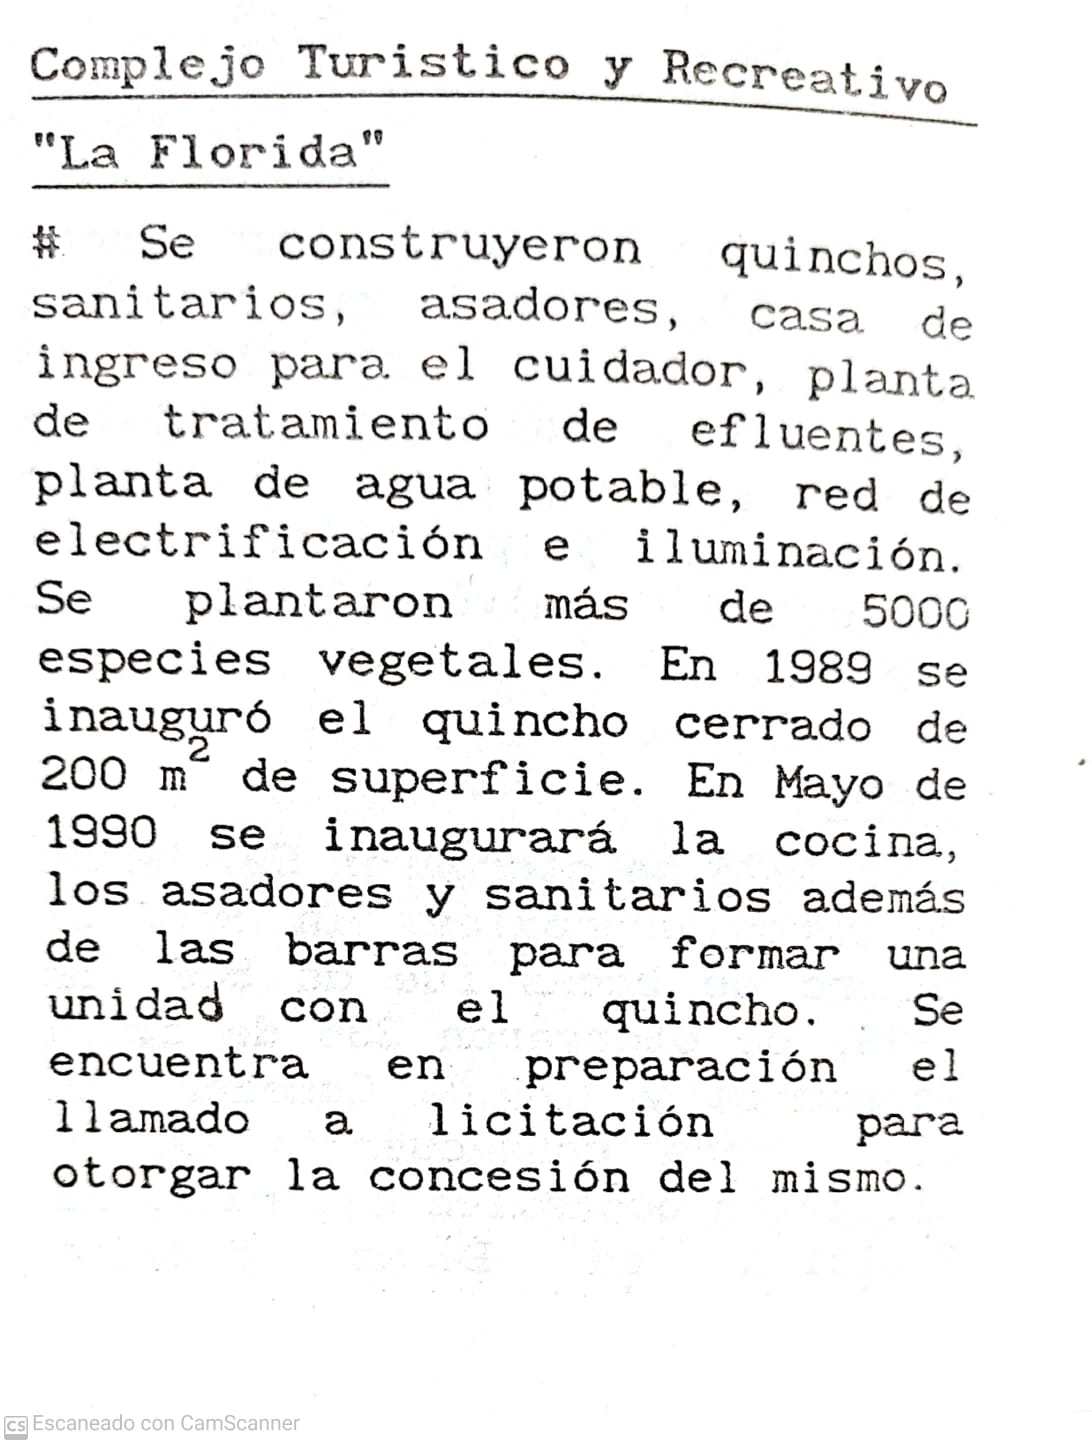 Complejo Turistico y Recreativo
"La Florida"
# Se construyeron quinchos,
sanitarios, asadores, casa de
ingreso para el cuidador, planta
de tratamiento de efluentes,
planta de agua potable, red de
electrificación e iluminación.
Se plantaron más de 5000
especies vegetales. En 1989 se
inauguró el quincho cerrado de
200 m² de superficie. En Mayo de
1990 se inaugurará la cocina,
los asadores y sanitarios además
de las barras para formar una
unidad con el quincho. Se
encuentra en preparación el
llamado a licitación para
otorgar la concesión del mismo.
CS Escaneado con CamScanner